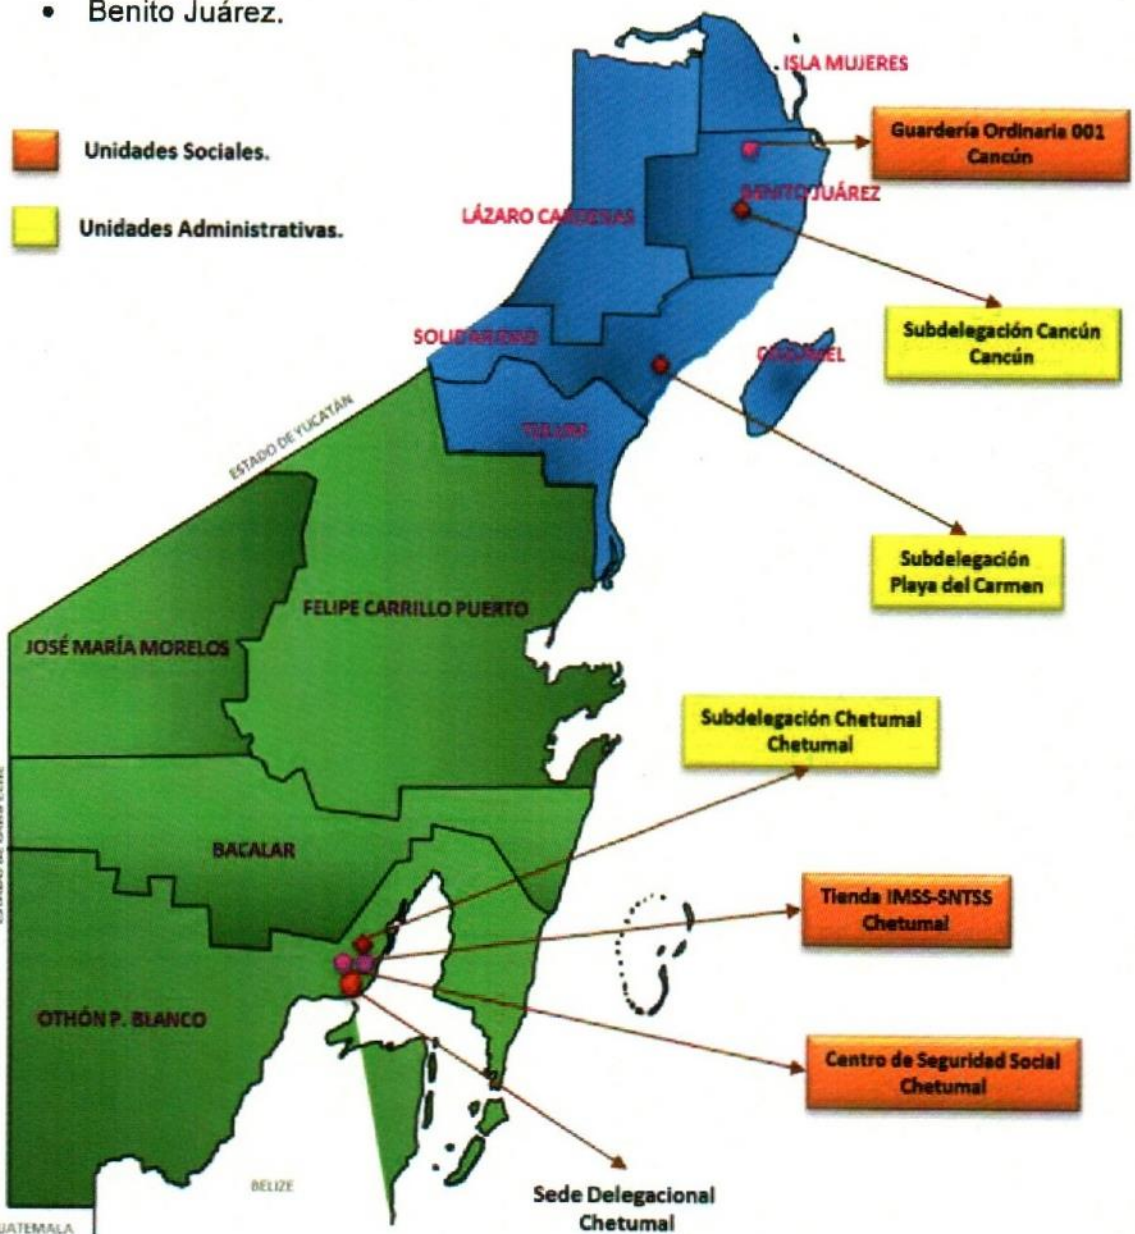 • Benito Juárez.
ISLA MUJERES
Guardería Ordinaria 001
Cancún
Unidades Sociales.
BENITO JUÁREZ
LÁZARO CARDENAS
Unidades Administrativas.
Subdelegación Cancún
Cancún
SOLIDARIDAD
COZUMEL
ESTADO DE YUCATÁN
TULUM
Subdelegación
Playa del Carmen
FELIPE CARRILLO PUERTO
JOSÉ MARÍA MORELOS
Subdelegación Chetumal
Chetumal
BACALAR
Tienda IMSS-SNTSS
Chetumal
OTHÓN P. BLANCO
Centro de Seguridad Social
Chetumal
BELIZE
Sede Delegacional
Chetumal
UATEMALA